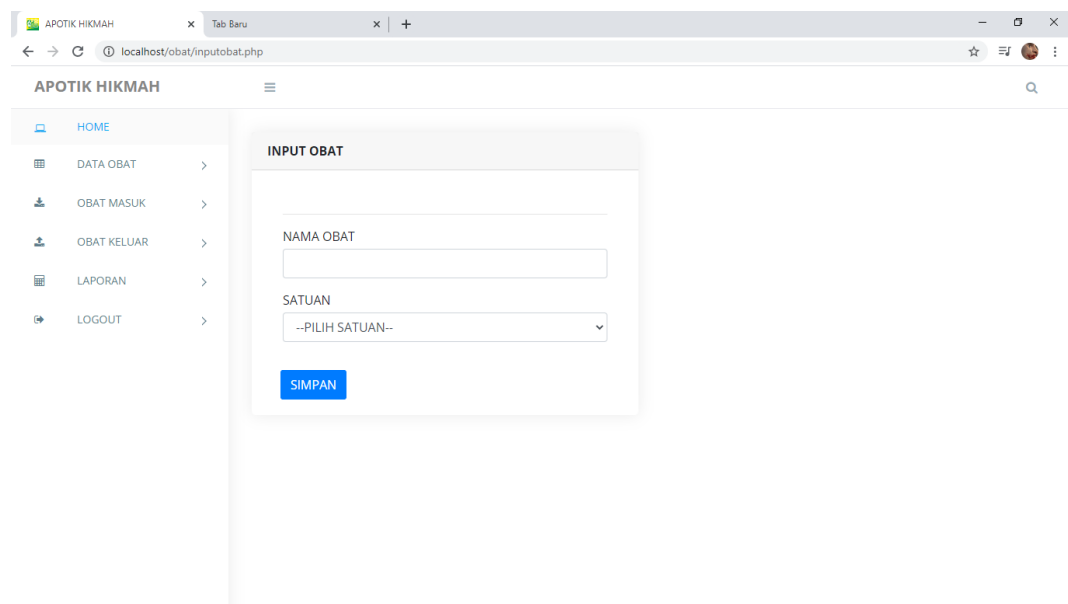 APOTIK HIKMAH
Tab Baru
localhost/obat/inputobat.php
APOTIK HIKMAH
HOME
DATA OBAT
OBAT MASUK
OBAT KELUAR
LAPORAN
LOGOUT
INPUT OBAT
NAMA OBAT
SATUAN
--PILIH SATUAN--
SIMPAN